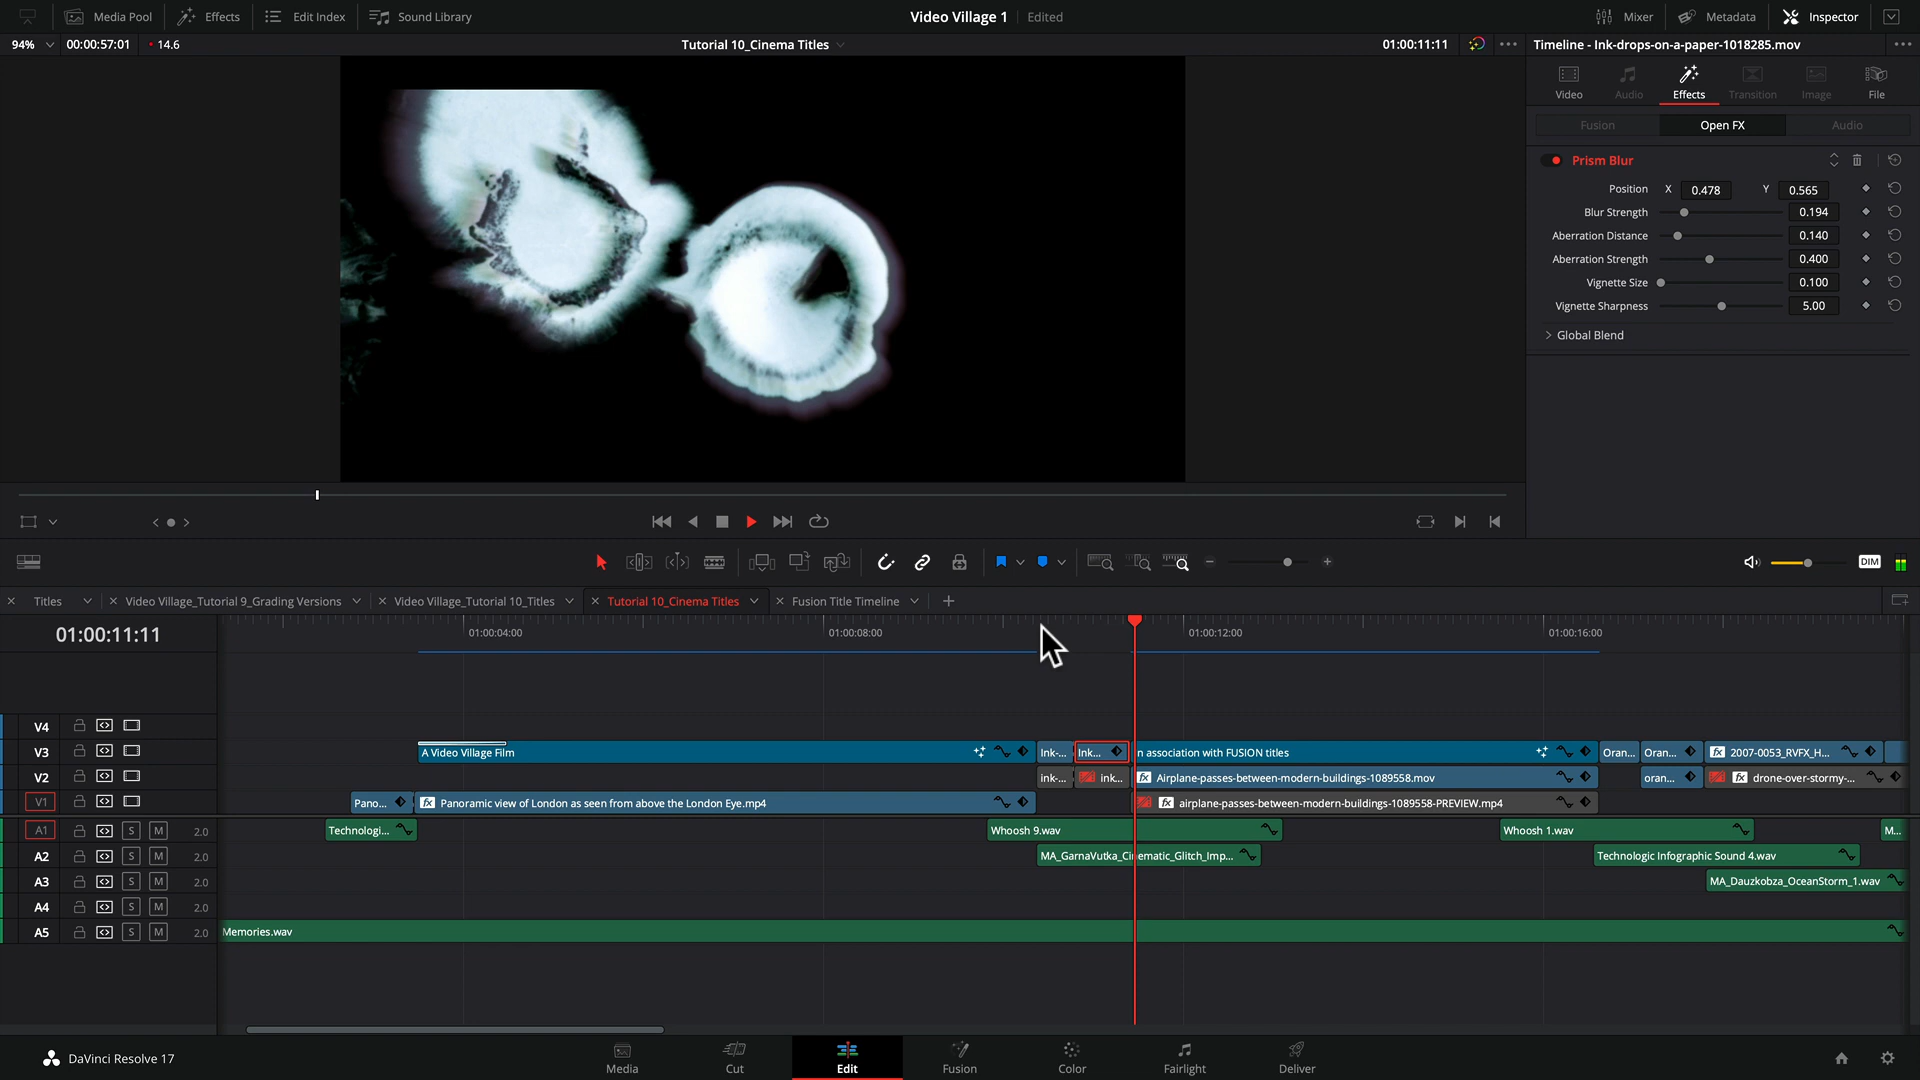 Media Pool
Effects
Edit Index
Sound Library
Video Village 1
Edited
Mixer
Metadata
Inspector
94%
00:00:57:01
14.6
Tutorial 10_Cinema Titles
01:00:11:11
Timeline - Ink-drops-on-a-paper-1018285.mov
Video
Audio
Effects
Transition
Image
File
Fusion
Open FX
Audio
Prism Blur
Position X 0.478 Y 0.565
Blur Strength 0.194
Aberration Distance 0.140
Aberration Strength 0.400
Vignette Size 0.100
Vignette Sharpness 5.00
Global Blend
DIM
Titles
Video Village_Tutorial 9_Grading Versions
Video Village_Tutorial 10_Titles
Tutorial 10_Cinema Titles
Fusion Title Timeline
01:00:11:11
01:00:04:00
01:00:08:00
01:00:12:00
01:00:16:00
V4
V3
A Video Village Film
Ink-...
Ink...
n association with FUSION titles
Oran...
Oran...
fx 2007-0053_RVFX_H...
V2
ink-...
ink...
fx Airplane-passes-between-modern-buildings-1089558.mov
oran...
fx drone-over-stormy-...
V1
Pano...
fx Panoramic view of London as seen from above the London Eye.mp4
fx airplane-passes-between-modern-buildings-1089558-PREVIEW.mp4
A1 S M 2.0
Technologi...
Whoosh 9.wav
Whoosh 1.wav
M...
A2 S M 2.0
MA_GarnaVutka_Cinematic_Glitch_Imp...
Technologic Infographic Sound 4.wav
A3 S M 2.0
MA_Dauzkobza_OceanStorm_1.wav
A4 S M 2.0
A5 S M 2.0
Memories.wav
DaVinci Resolve 17
Media
Cut
Edit
Fusion
Color
Fairlight
Deliver